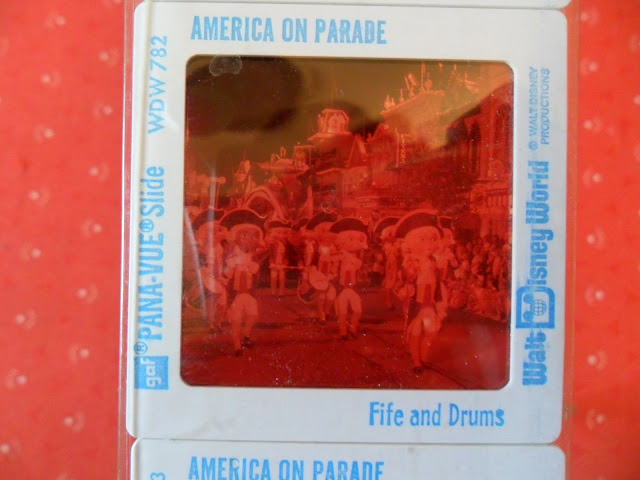 AMERICA ON PARADE
WDW 782
gaf® PANA-VUE® Slide
© WALT DISNEY
PRODUCTIONS
Walt Disney World
Fife and Drums
3
AMERICA ON PARADE